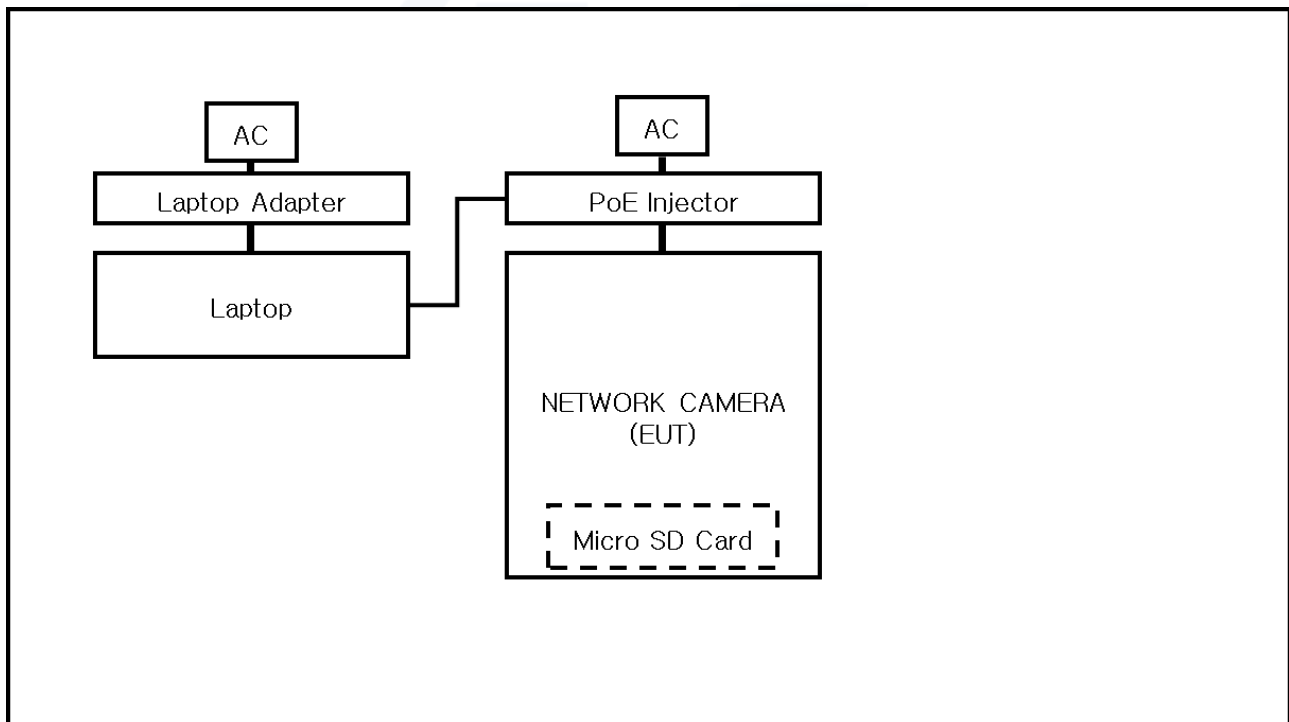 AC
AC
Laptop Adapter
PoE Injector
Laptop
NETWORK CAMERA
(EUT)
Micro SD Card